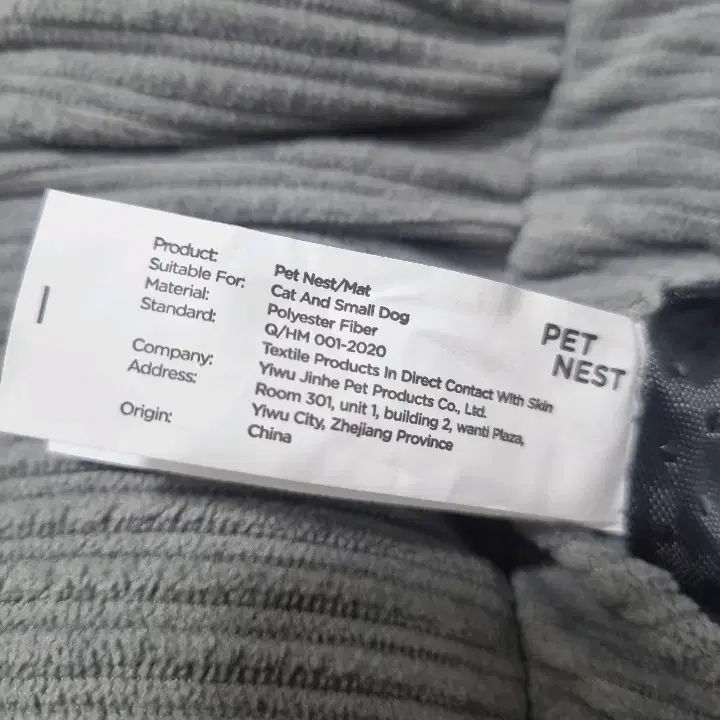 Product: Pet Nest/Mat
Suitable For: Cat And Small Dog
Material: Polyester Fiber
Standard: Q/HM 001-2020
Textile Products In Direct Contact With Skin
Company: Yiwu Jinhe Pet Products Co., Ltd.
Address: Room 301, unit 1, building 2, wanti Plaza,
Yiwu City, Zhejiang Province
Origin: China
PET
NEST